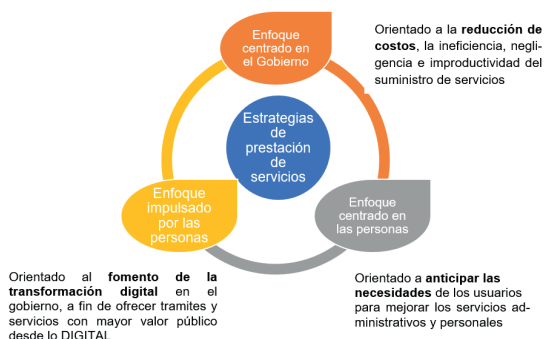 Enfoque
centrado en
el Gobierno
Orientado a la reducción de
costos, la ineficiencia, negli-
gencia e improductividad del
suministro de servicios
Estrategias
de
prestación
de
servicios
Enfoque
impulsado
por las
personas
Enfoque
centrado en
las personas
Orientado al fomento de la
transformación digital en el
gobierno, a fin de ofrecer tramites y
servicios con mayor valor público
desde lo DIGITAL
Orientado a anticipar las
necesidades de los usuarios
para mejorar los servicios ad-
ministrativos y personales